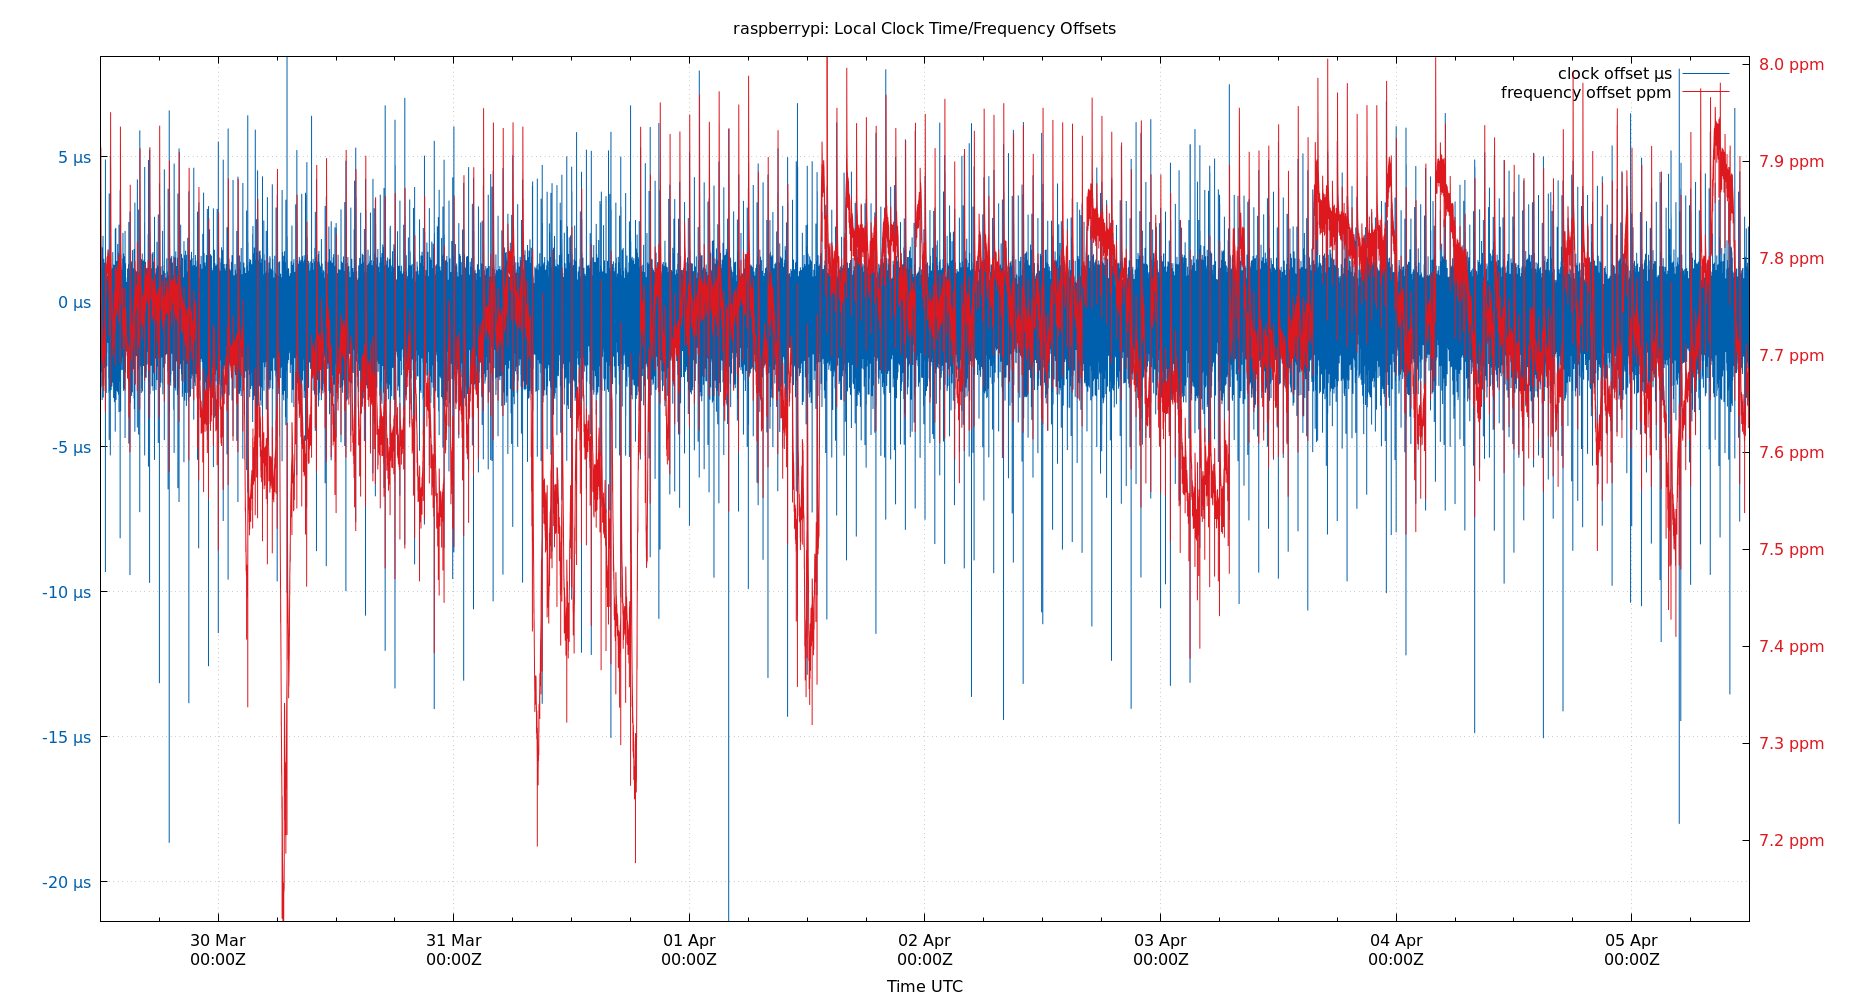 raspberrypi: Local Clock Time/Frequency Offsets
clock offset µs
frequency offset ppm
5 µs
0 µs
-5 µs
-10 µs
-15 µs
-20 µs
8.0 ppm
7.9 ppm
7.8 ppm
7.7 ppm
7.6 ppm
7.5 ppm
7.4 ppm
7.3 ppm
7.2 ppm
30 Mar 31 Mar 01 Apr 02 Apr 03 Apr 04 Apr 05 Apr
00:00Z 00:00Z 00:00Z 00:00Z 00:00Z 00:00Z 00:00Z
Time UTC